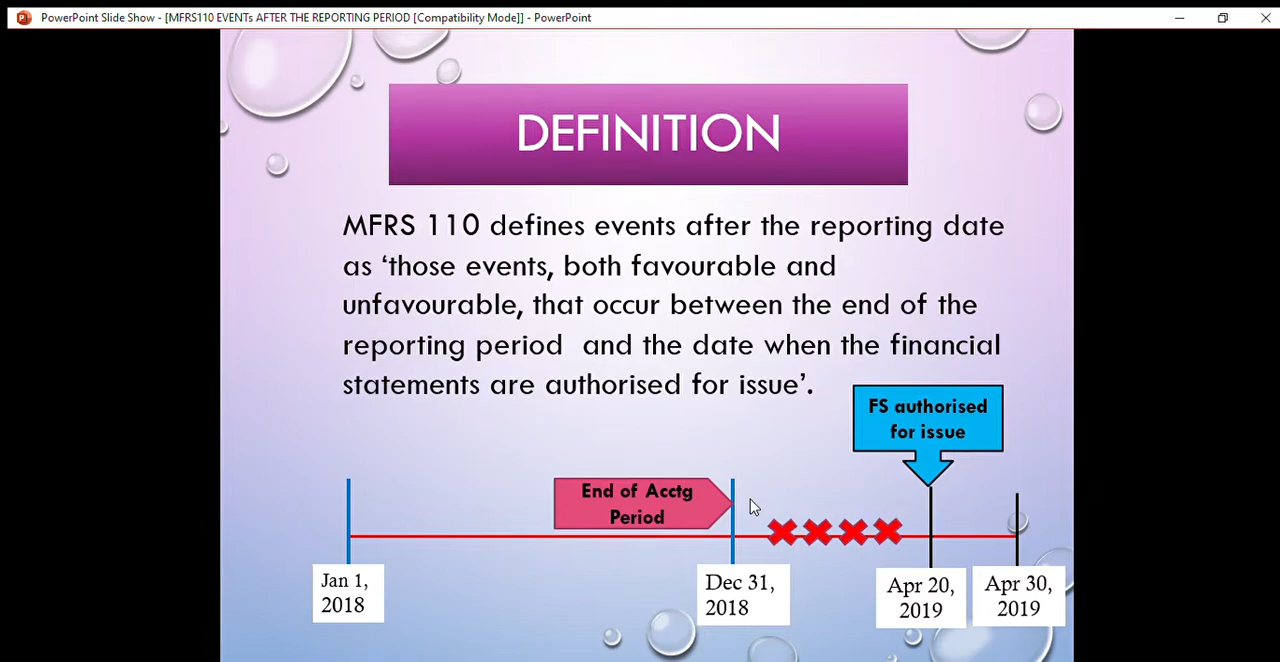 PowerPoint Slide Show - [MFRS110 EVENTs AFTER THE REPORTING PERIOD [Compatibility Mode]] - PowerPoint
DEFINITION
MFRS 110 defines events after the reporting date
as ‘those events, both favourable and
unfavourable, that occur between the end of the
reporting period and the date when the financial
statements are authorised for issue’.
FS authorised
for issue
End of Acctg
Period
Jan 1,
2018
Dec 31,
2018
Apr 20,
2019
Apr 30,
2019